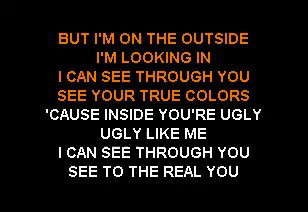 BUT I'M ON THE OUTSIDE
I'M LOOKING IN
I CAN SEE THROUGH YOU
SEE YOUR TRUE COLORS
'CAUSE INSIDE YOU'RE UGLY
UGLY LIKE ME
I CAN SEE THROUGH YOU
SEE TO THE REAL YOU